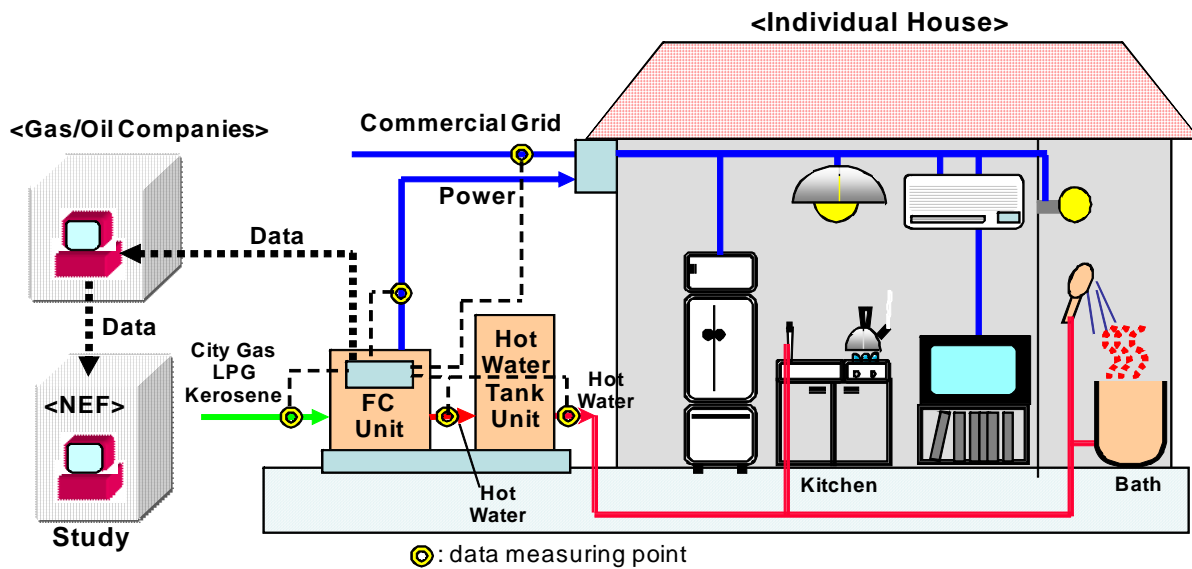 <Individual House>
<Gas/Oil Companies>
Commercial Grid
Power
Data
Data
City Gas
LPG
Kerosene
<NEF>
FC
Unit
Hot
Water
Tank
Unit
Hot
Water
Hot
Water
Kitchen
Bath
Study
: data measuring point